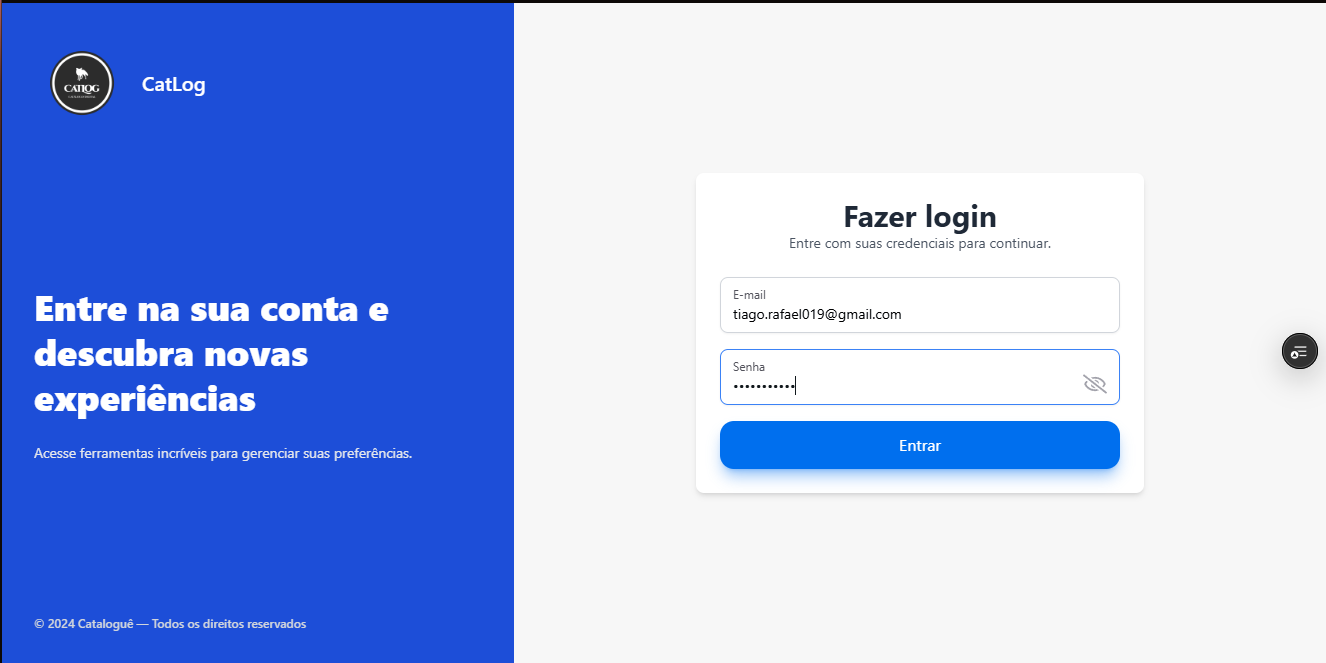 CATLOG
CatLog
Entre na sua conta e
descubra novas
experiências
Acesse ferramentas incríveis para gerenciar suas preferências.
© 2024 Cataloguê — Todos os direitos reservados
Fazer login
Entre com suas credenciais para continuar.
E-mail
tiago.rafael019@gmail.com
Senha
•••••••••••
Entrar